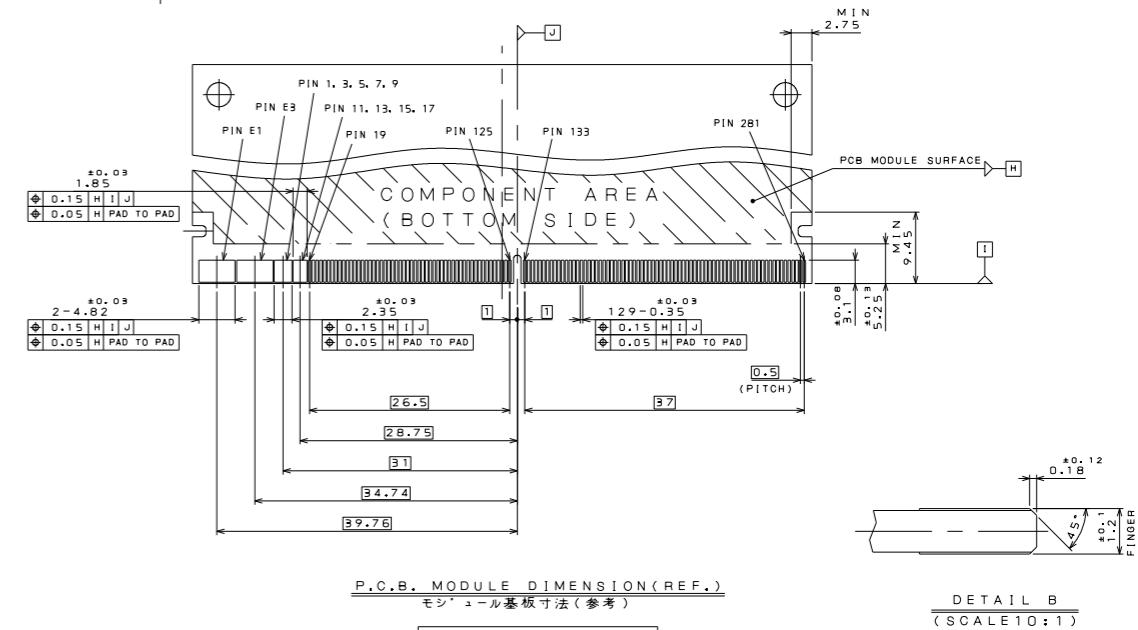 MIN
2.75
J
PIN 1, 3, 5, 7, 9
PIN E3
PIN 11, 13, 15, 17
PIN E1
PIN 19
PIN 125
PIN 133
PIN 281
PCB MODULE SURFACE
H
±0.03
1.85
⌖ 0.15 H I J
⌖ 0.05 H PAD TO PAD
COMPONENT AREA
(BOTTOM SIDE)
MIN
9.45
I
±0.08
3.1
±0.13
5.25
±0.03
2-4.82
⌖ 0.15 H I J
⌖ 0.05 H PAD TO PAD
±0.03
2.35
⌖ 0.15 H I J
⌖ 0.05 H PAD TO PAD
1
1
±0.03
129-0.35
⌖ 0.15 H I J
⌖ 0.05 H PAD TO PAD
0.5
(PITCH)
26.5
37
28.75
31
34.74
39.76
±0.12
0.18
45°
±0.1
1.2
FINGER
P.C.B. MODULE DIMENSION(REF.)
モジュール基板寸法(参考)
DETAIL B
(SCALE10:1)